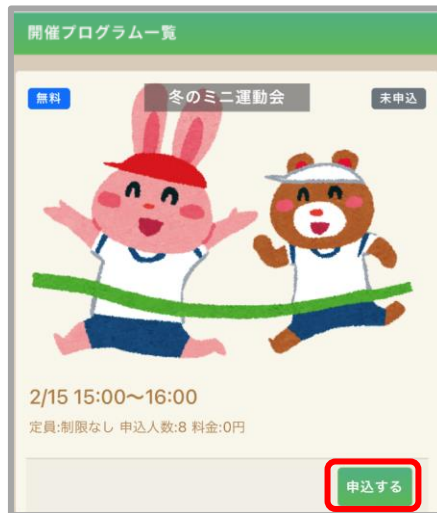 開催プログラム一覧
無料 冬のミニ運動会 未申込
2/15 15:00〜16:00
定員:制限なし 申込人数:8 料金:0円
申込する